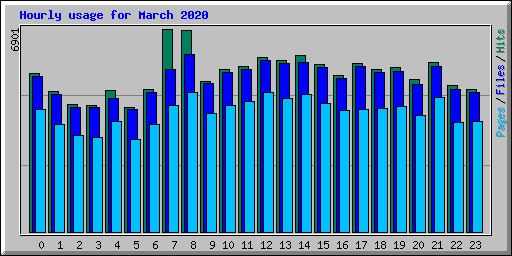 Hourly usage for March 2020
6901
Pages/Files/Hits
0 1 2 3 4 5 6 7 8 9 10 11 12 13 14 15 16 17 18 19 20 21 22 23